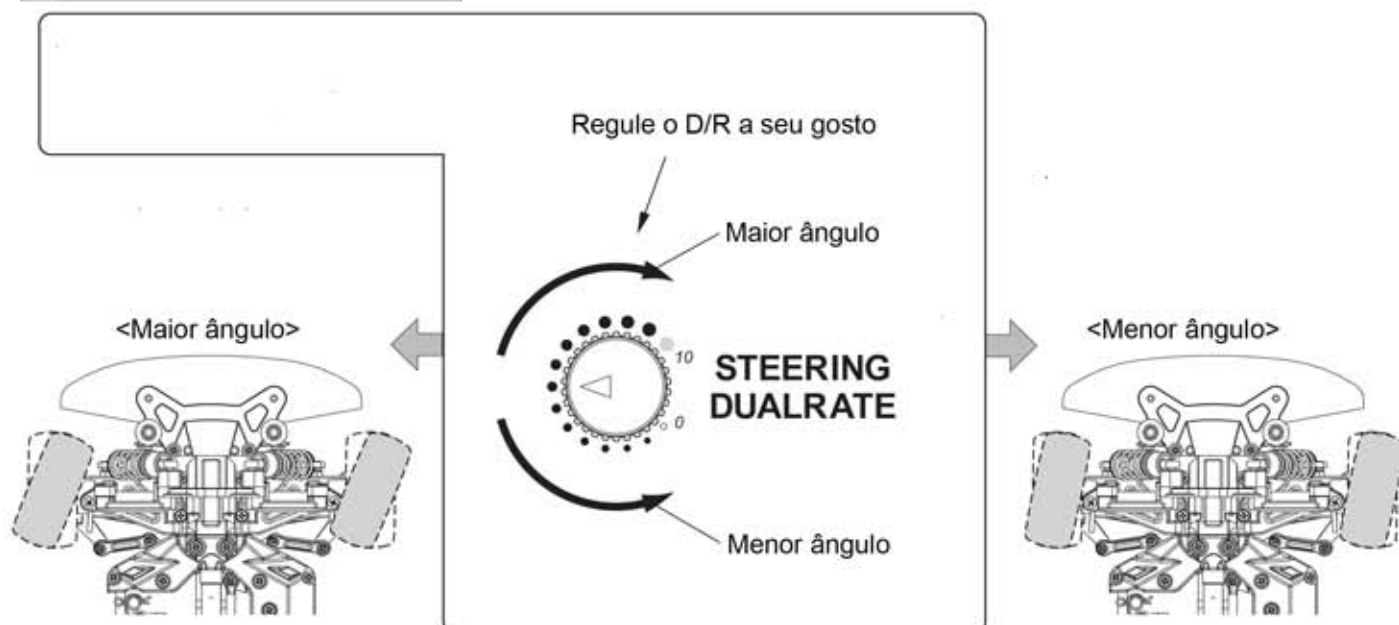 Regule o D/R a seu gosto
Maior ângulo
<Maior ângulo>
<Menor ângulo>
10
STEERING
DUALRATE
0
Menor ângulo